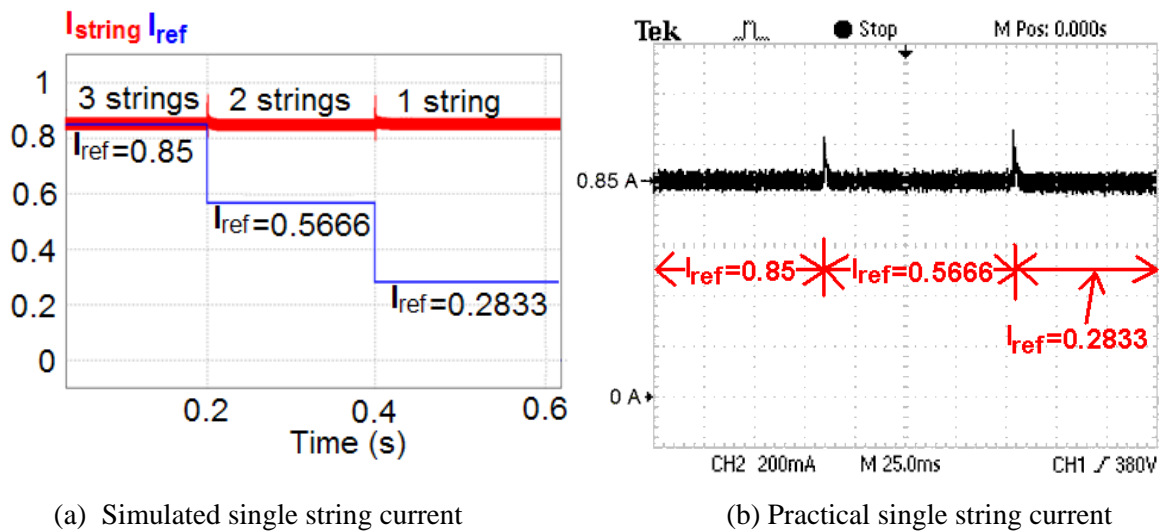 Istring Iref
1
0.8
0.6
0.4
0.2
0
3 strings 2 strings 1 string
Iref=0.85
Iref=0.5666
Iref=0.2833
0.2 0.4 0.6
Time (s)
(a) Simulated single string current
Tek Stop M Pos: 0.000s
0.85 A
Iref=0.85 Iref=0.5666
Iref=0.2833
0 A
CH2 200mA M 25.0ms CH1 380V
(b) Practical single string current